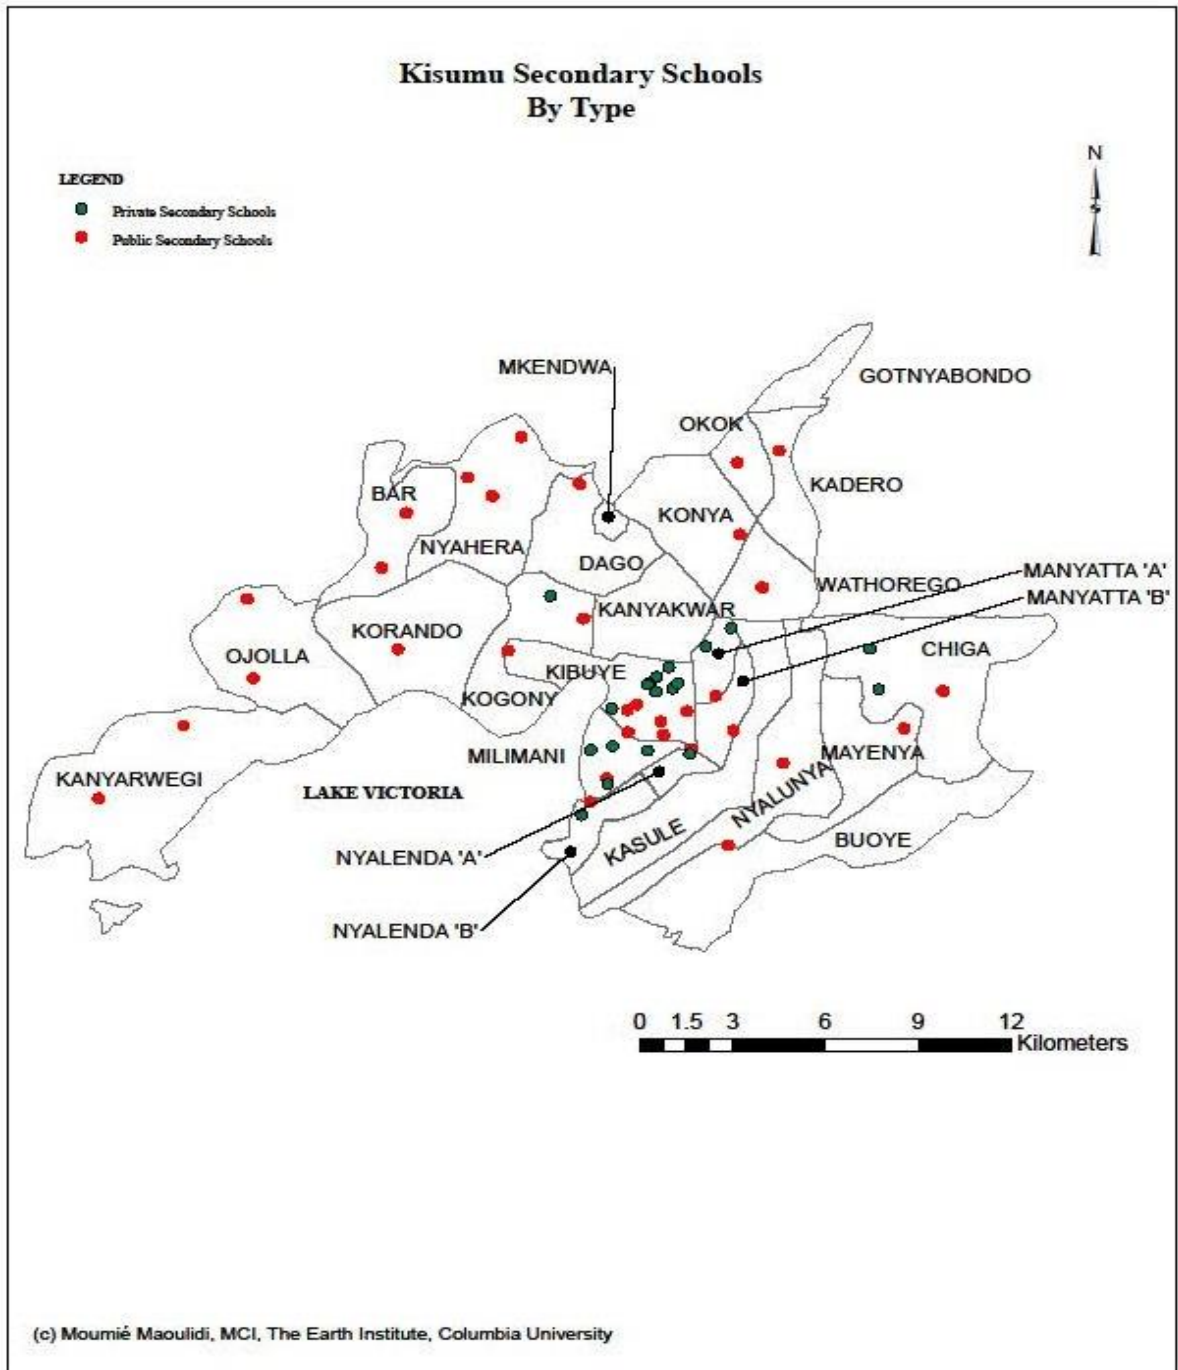 Kisumu Secondary Schools
By Type
N
S
LEGEND
Private Secondary Schools
Public Secondary Schools
MKENDWA
GOTNYABONDO
OKOK
KADERO
BAR
KONYA
NYAHERA
DAGO
MANYATTA 'A'
WATHOREGO
MANYATTA 'B'
KANYAKWAR
KORANDO
CHIGA
OJOLLA
KIBUYE
KOGONY
MILIMANI
MAYENYA
KANYARWEGI
LAKE VICTORIA
NYALUNYA
KASULE
BUOYE
NYALENDA 'A'
NYALENDA 'B'
0 1.5 3 6 9 12
Kilometers
(c) Moumié Maoulidi, MCI, The Earth Institute, Columbia University